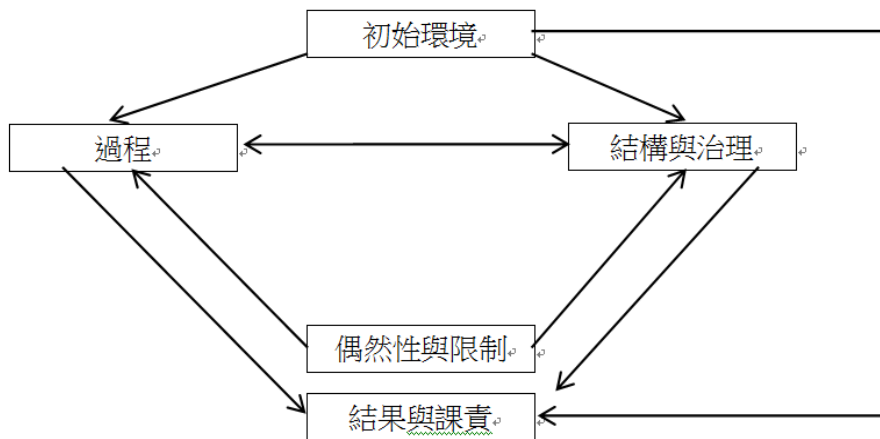 初始環境
過程
結構與治理
偶然性與限制
結果與課責